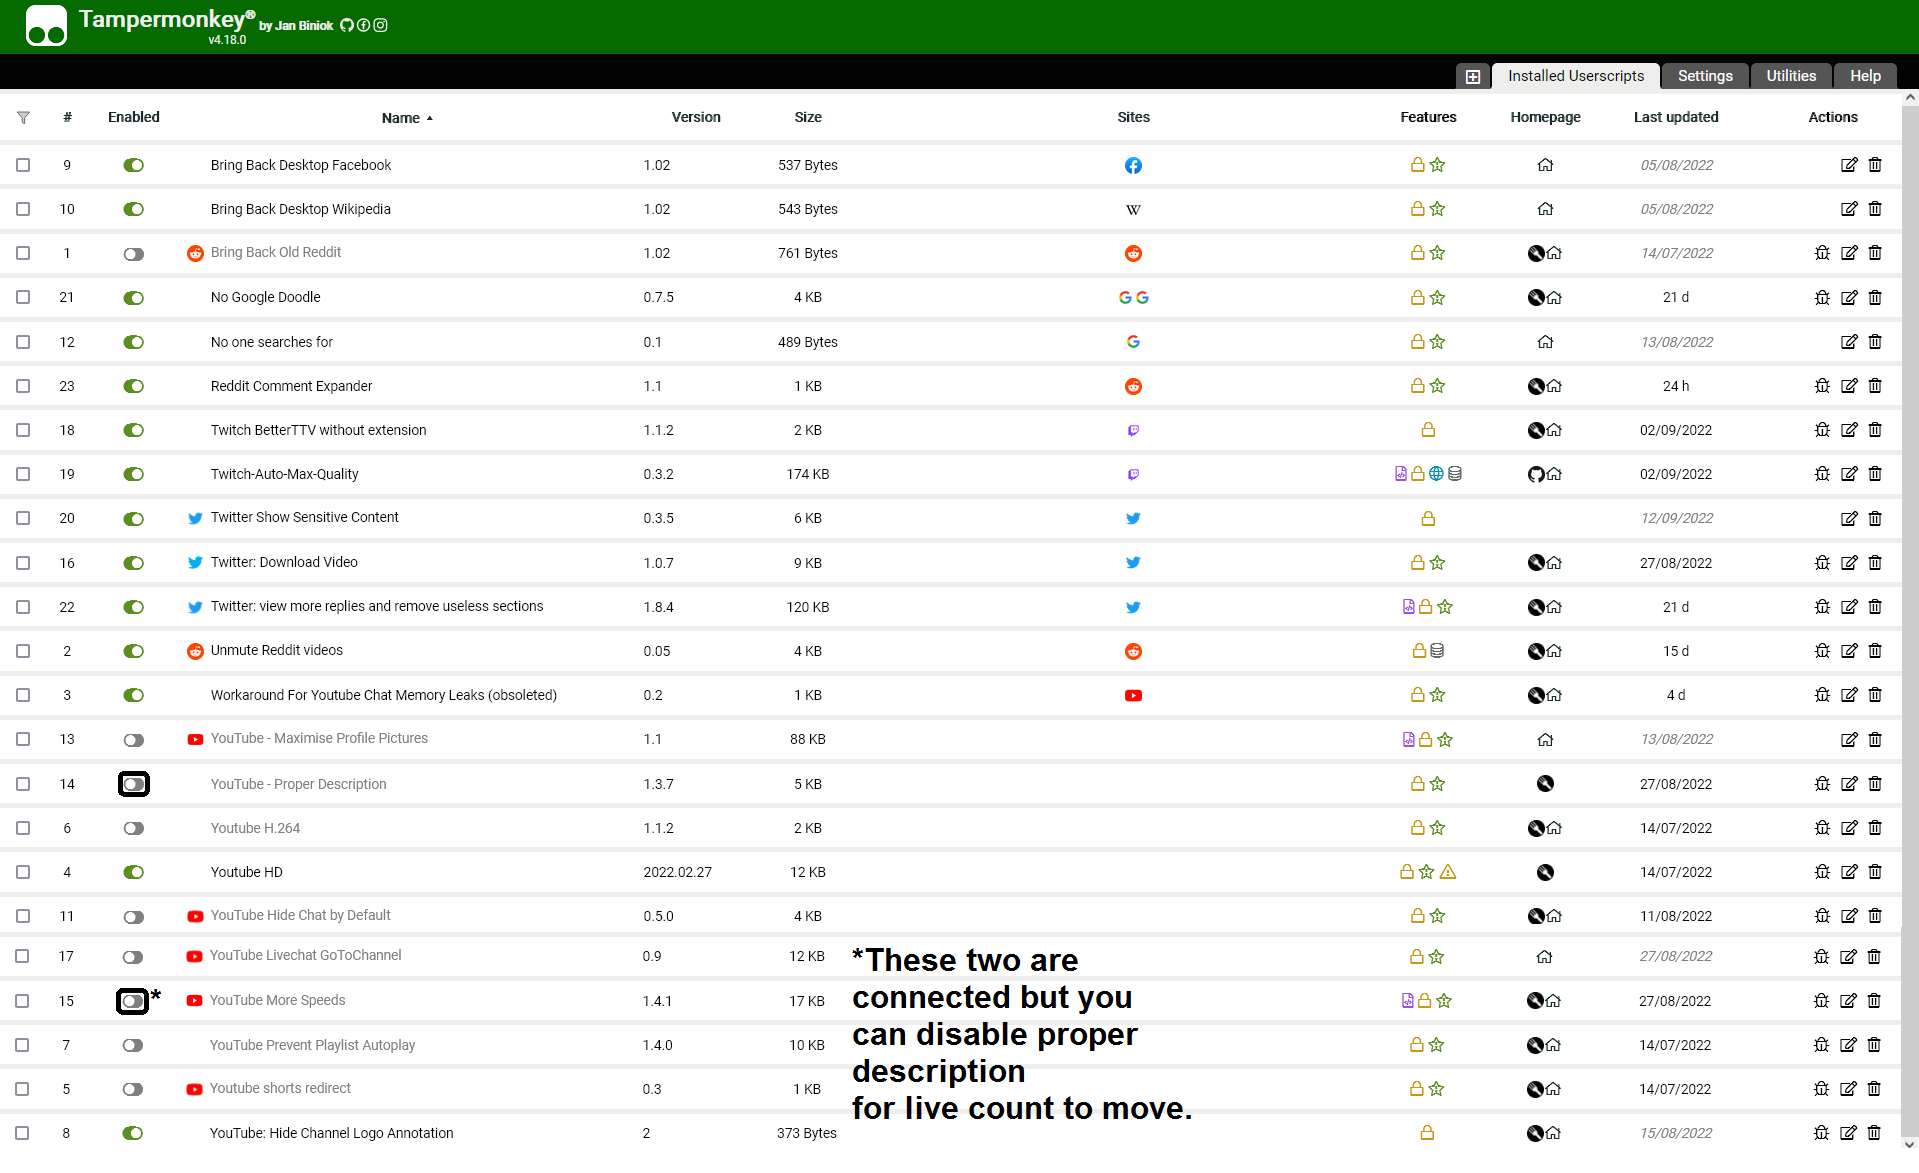 Tampermonkey® by Jan Biniok
v4.18.0
Installed Userscripts Settings Utilities Help
# Enabled Name Version Size Sites Features Homepage Last updated Actions
9 Bring Back Desktop Facebook 1.02 537 Bytes 05/08/2022
10 Bring Back Desktop Wikipedia 1.02 543 Bytes W 05/08/2022
1 Bring Back Old Reddit 1.02 761 Bytes 14/07/2022
21 No Google Doodle 0.7.5 4 KB G G 21 d
12 No one searches for 0.1 489 Bytes G 13/08/2022
23 Reddit Comment Expander 1.1 1 KB 24 h
18 Twitch BetterTTV without extension 1.1.2 2 KB 02/09/2022
19 Twitch-Auto-Max-Quality 0.3.2 174 KB 02/09/2022
20 Twitter Show Sensitive Content 0.3.5 6 KB 12/09/2022
16 Twitter: Download Video 1.0.7 9 KB 27/08/2022
22 Twitter: view more replies and remove useless sections 1.8.4 120 KB 21 d
2 Unmute Reddit videos 0.05 4 KB 15 d
3 Workaround For Youtube Chat Memory Leaks (obsoleted) 0.2 1 KB 4 d
13 YouTube - Maximise Profile Pictures 1.1 88 KB 13/08/2022
14 YouTube - Proper Description 1.3.7 5 KB 27/08/2022
6 Youtube H.264 1.1.2 2 KB 14/07/2022
4 Youtube HD 2022.02.27 12 KB 14/07/2022
11 YouTube Hide Chat by Default 0.5.0 4 KB 11/08/2022
17 YouTube Livechat GoToChannel 0.9 12 KB 27/08/2022
15 * YouTube More Speeds 1.4.1 17 KB 27/08/2022
7 YouTube Prevent Playlist Autoplay 1.4.0 10 KB 14/07/2022
5 Youtube shorts redirect 0.3 1 KB 14/07/2022
8 YouTube: Hide Channel Logo Annotation 2 373 Bytes 15/08/2022
*These two are
connected but you
can disable proper
description
for live count to move.